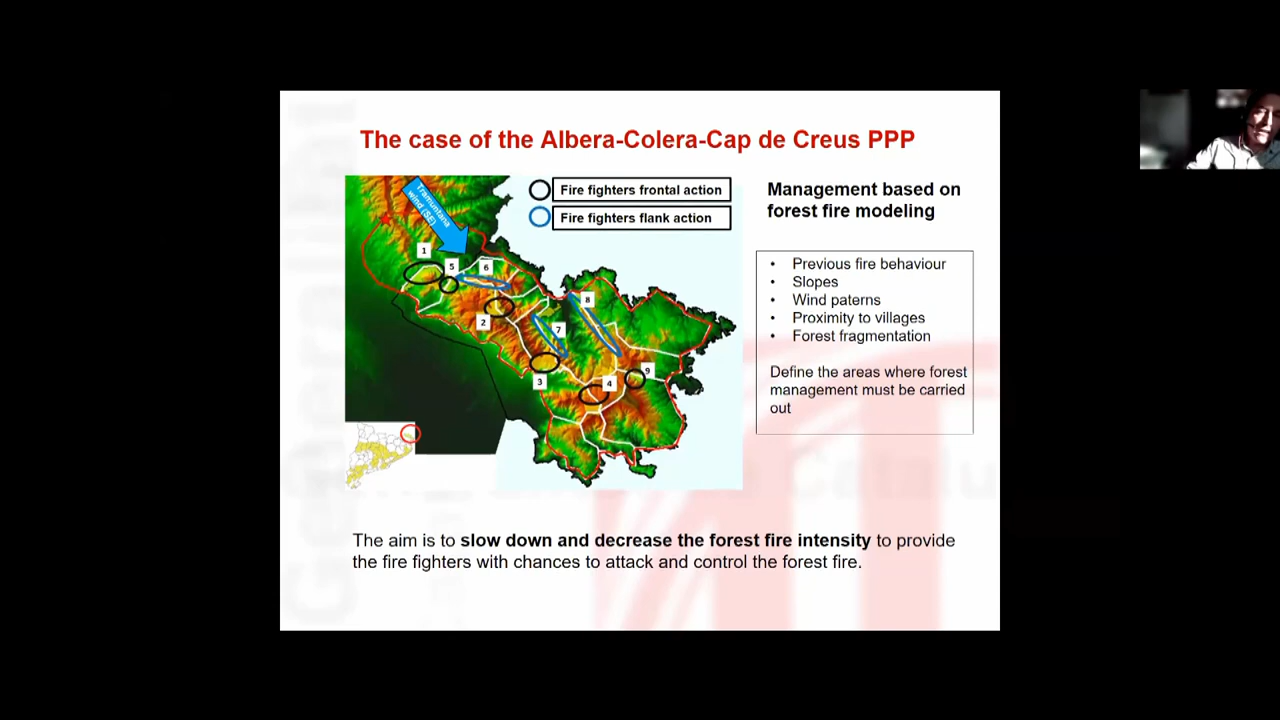 The case of the Albera-Colera-Cap de Creus PPP
Tramuntana
wind (SE)
Fire fighters frontal action
Fire fighters flank action
1
5
6
2
8
7
3
4
9
Management based on
forest fire modeling
• Previous fire behaviour
• Slopes
• Wind paterns
• Proximity to villages
• Forest fragmentation
Define the areas where forest
management must be carried
out
The aim is to slow down and decrease the forest fire intensity to provide
the fire fighters with chances to attack and control the forest fire.